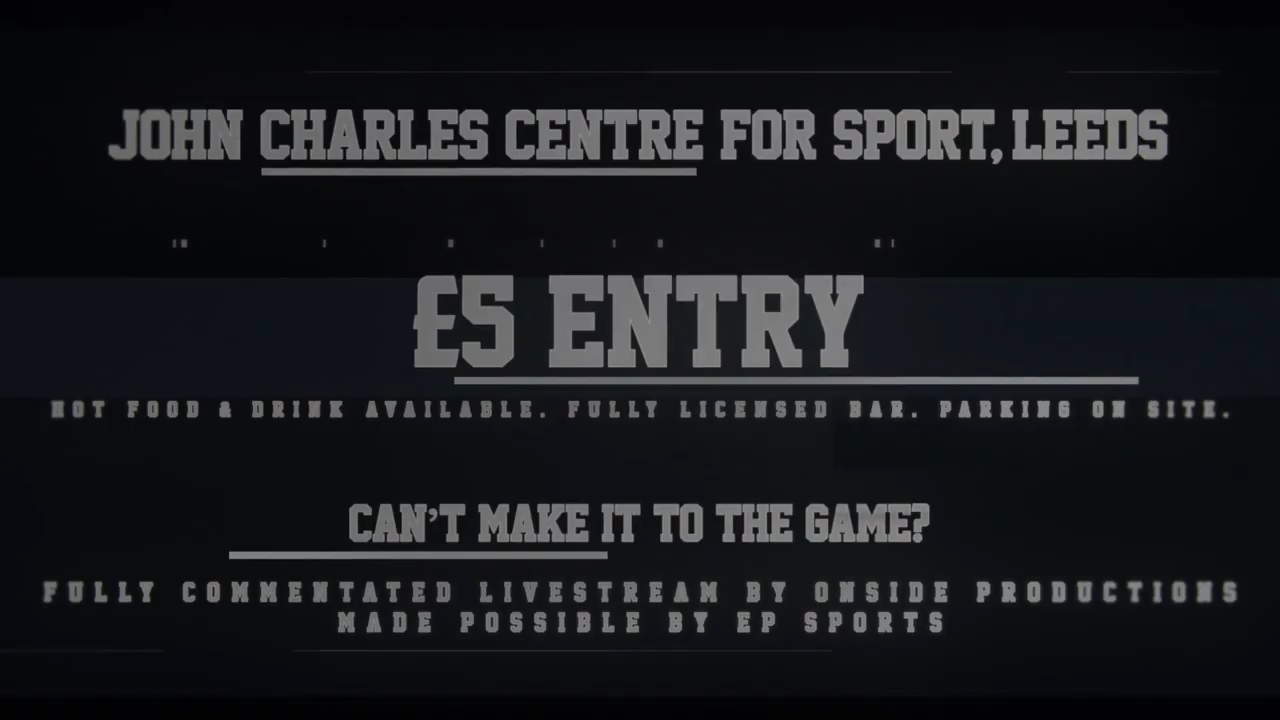 JOHN CHARLES CENTRE FOR SPORT, LEEDS
£5 ENTRY
HOT FOOD & DRINK AVAILABLE. FULLY LICENSED BAR. PARKING ON SITE.
CAN'T MAKE IT TO THE GAME?
FULLY COMMENTATED LIVESTREAM BY ONSIDE PRODUCTIONS
MADE POSSIBLE BY EP SPORTS